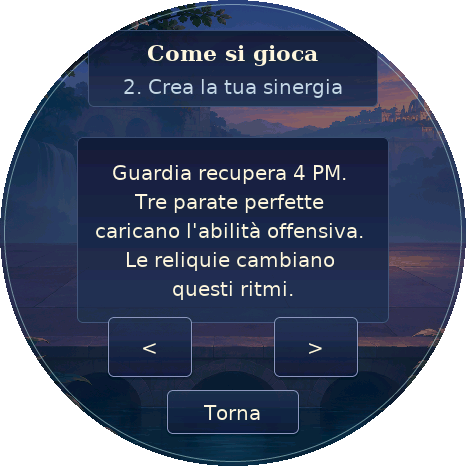 Come si gioca
2. Crea la tua sinergia
Guardia recupera 4 PM.
Tre parate perfette
caricano l'abilità offensiva.
Le reliquie cambiano
questi ritmi.
< >
Torna